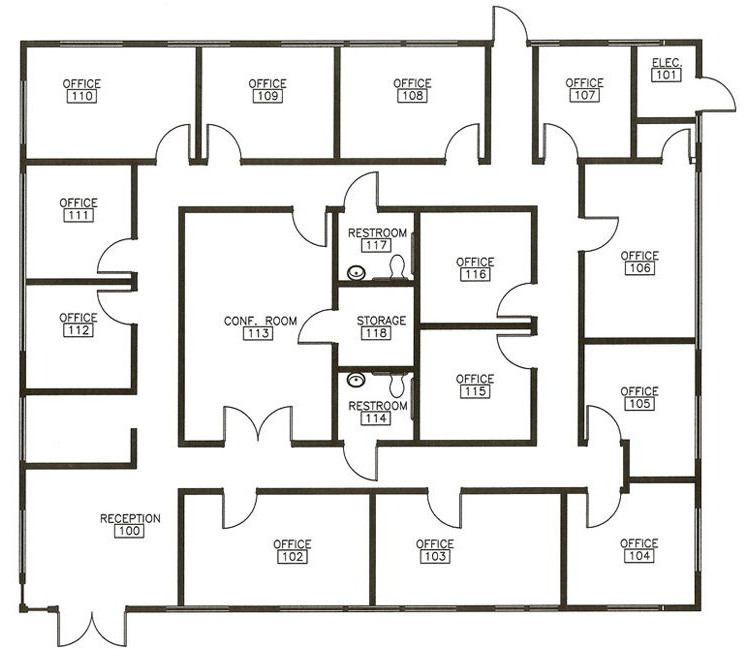 OFFICE
110
OFFICE
109
OFFICE
108
OFFICE
107
ELEC.
101
OFFICE
111
RESTROOM
117
OFFICE
116
OFFICE
106
OFFICE
112
CONF. ROOM
113
STORAGE
118
OFFICE
115
OFFICE
105
RESTROOM
114
RECEPTION
100
OFFICE
102
OFFICE
103
OFFICE
104